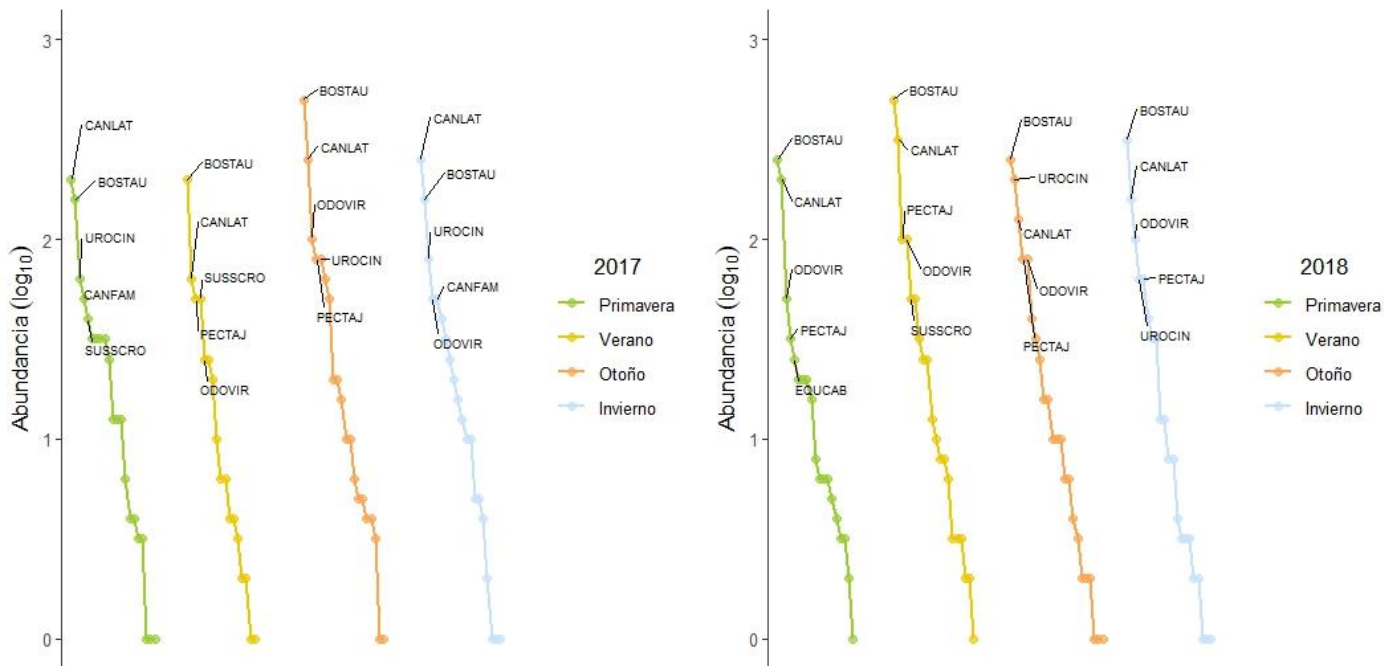 Abundancia (log10)
3
2
1
0
CANLAT
BOSTAU
UROCIN
CANFAM
SUSSCRO
BOSTAU
CANLAT
SUSSCRO
PECTAJ
ODOVIR
BOSTAU
CANLAT
ODOVIR
UROCIN
PECTAJ
CANLAT
BOSTAU
UROCIN
CANFAM
ODOVIR
2017
Primavera
Verano
Otoño
Invierno
Abundancia (log10)
3
2
1
0
BOSTAU
CANLAT
ODOVIR
PECTAJ
EQUCAB
BOSTAU
CANLAT
PECTAJ
ODOVIR
SUSSCRO
BOSTAU
UROCIN
CANLAT
ODOVIR
PECTAJ
BOSTAU
CANLAT
ODOVIR
PECTAJ
UROCIN
2018
Primavera
Verano
Otoño
Invierno